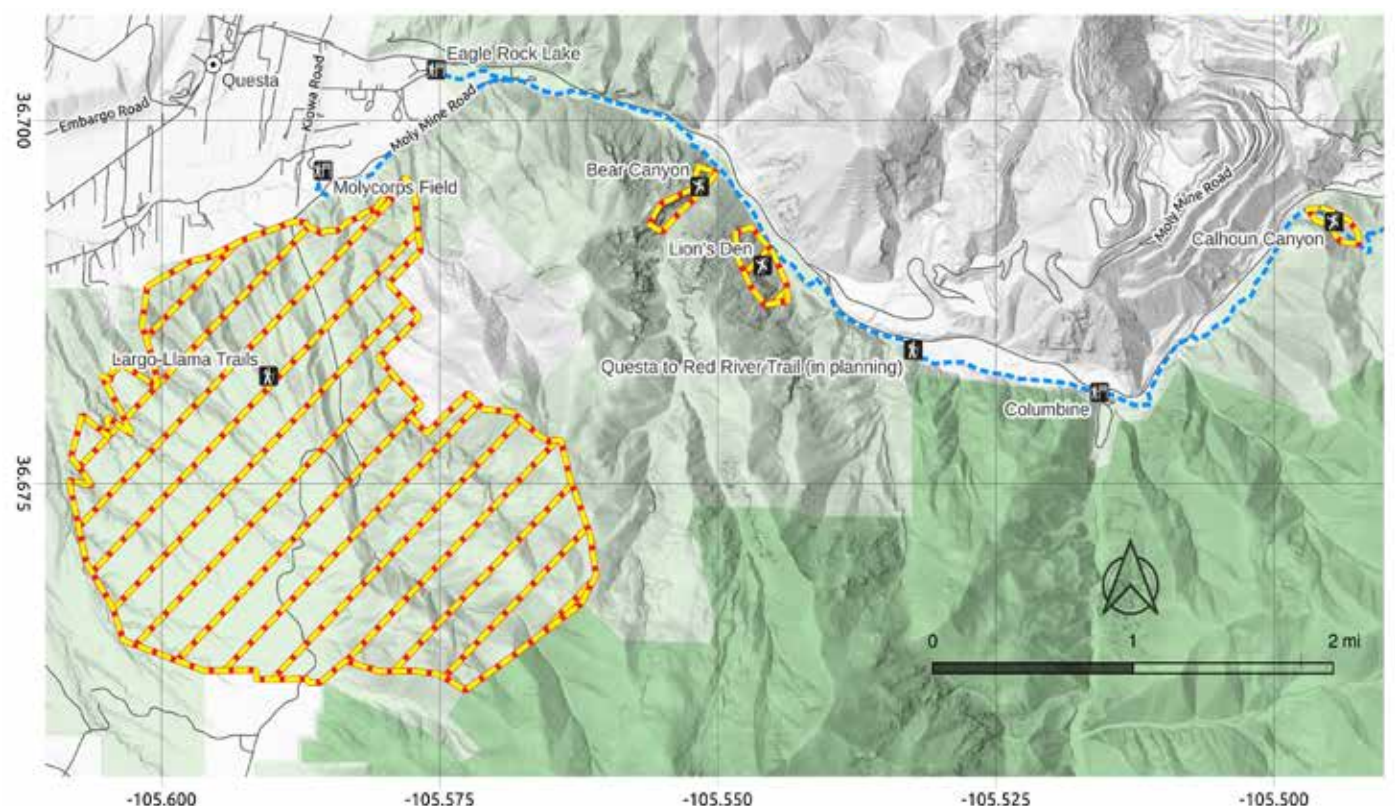 Eagle Rock Lake
Questa
Kiowa Road
Embargo Road
Moly Mine Road
36.700
Bear Canyon
Molycorps Field
Moly Mine Road
Lion's Den
Calhoun Canyon
Largo-Llama Trails
Questa to Red River Trail (in planning)
Columbine
36.675
0 1 2 mi
-105.600 -105.575 -105.550 -105.525 -105.500